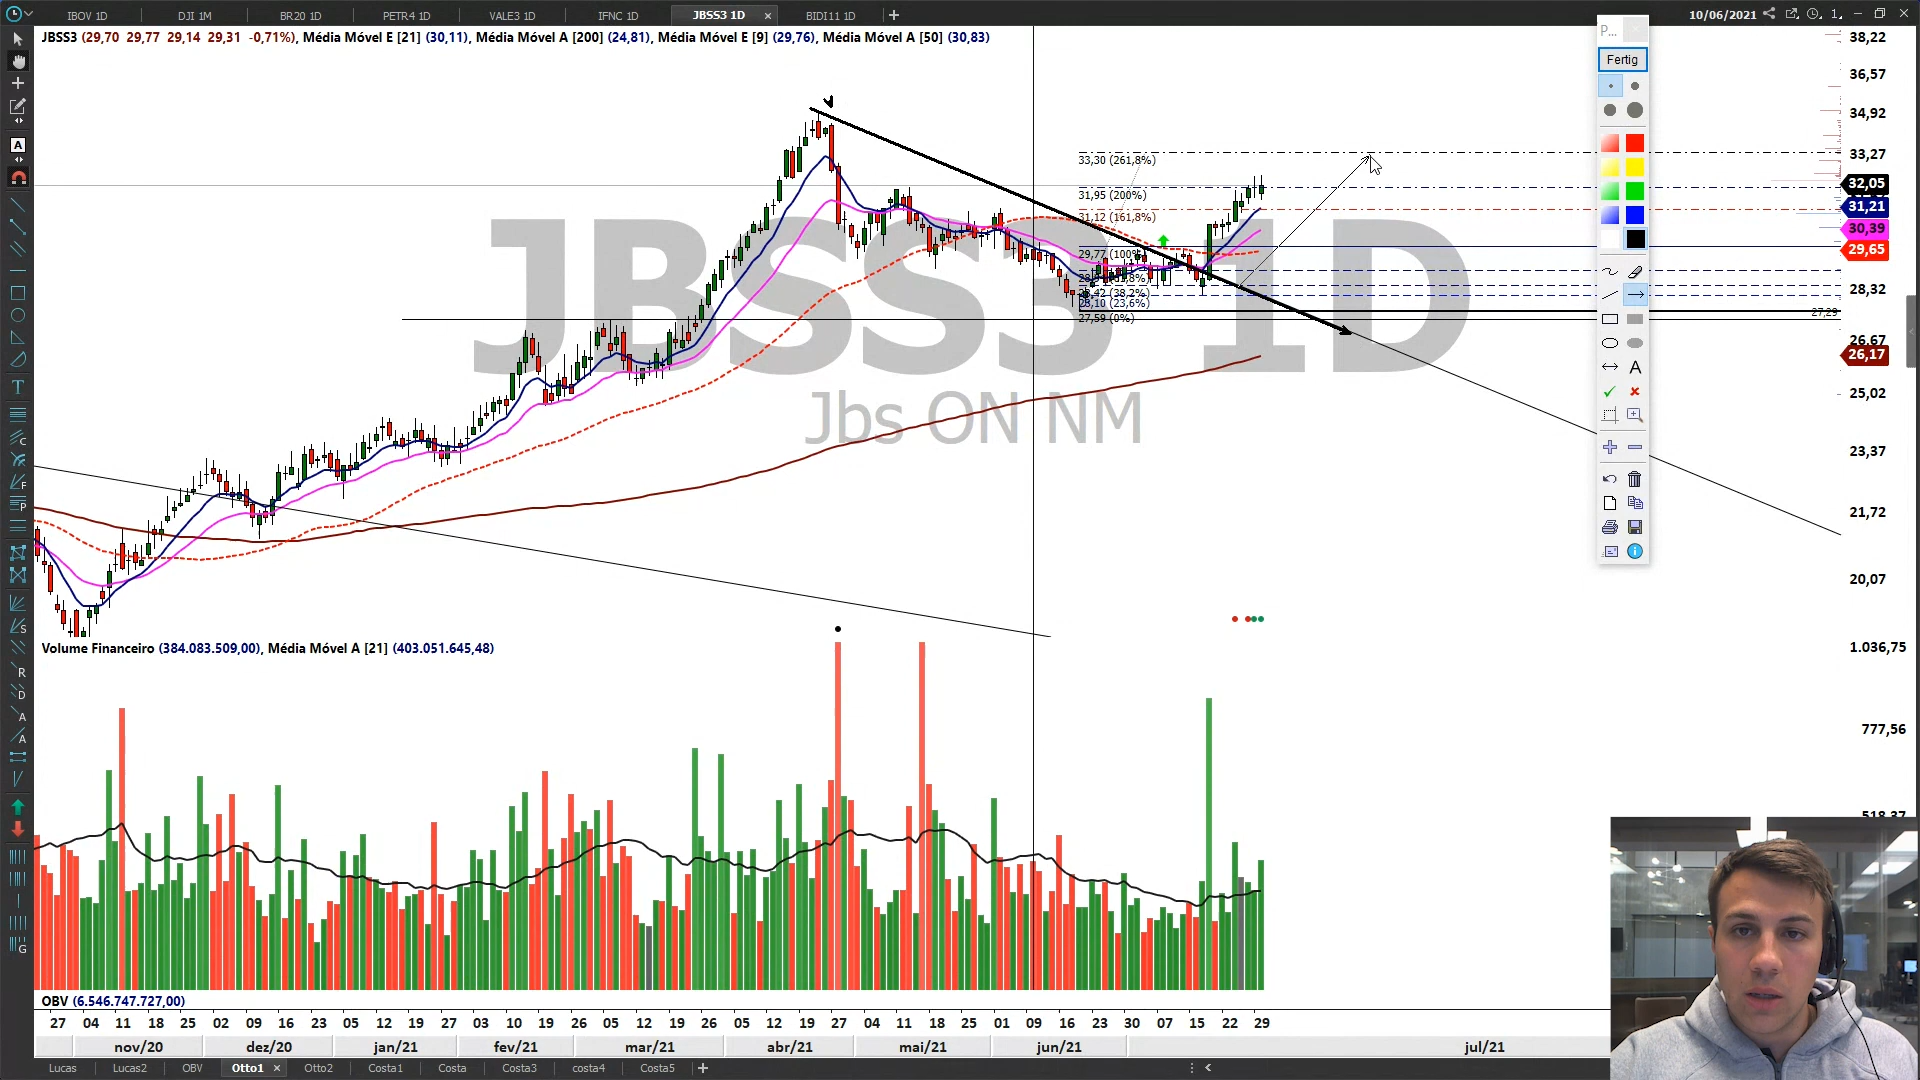 IBOV 1D DJI 1M BR20 1D PETR4 1D VALE3 1D IFNC 1D JBSS3 1D × BIDI11 1D + 10/06/2021 1
JBSS3 (29,70 29,77 29,14 29,31 -0,71%), Média Móvel E [21] (30,11), Média Móvel A [200] (24,81), Média Móvel E [9] (29,76), Média Móvel A [50] (30,83)
P...
Fertig
38,22
36,57
34,92
33,27
32,05
31,21
30,39
29,65
28,32
27,29
26,67
26,17
25,02
23,37
21,72
20,07
33,30 (261,8%)
31,95 (200%)
31,12 (161,8%)
29,77 (100%)
28,42 (38,2%)
28,10 (23,6%)
27,59 (0%)
JBSS3 1D
Jbs ON NM
Volume Financeiro (384.083.509,00), Média Móvel A [21] (403.051.645,48)
1.036,75
777,56
518,37
OBV (6.546.747.727,00)
27 04 11 18 25 02 09 16 23 05 12 19 27 03 10 19 26 05 12 19 26 05 12 19 27 04 11 18 25 01 09 16 23 30 07 15 22 29
nov/20 dez/20 jan/21 fev/21 mar/21 abr/21 mai/21 jun/21 jul/21
Lucas Lucas2 OBV Otto1 × Otto2 Costa1 Costa Costa3 costa4 Costa5 +